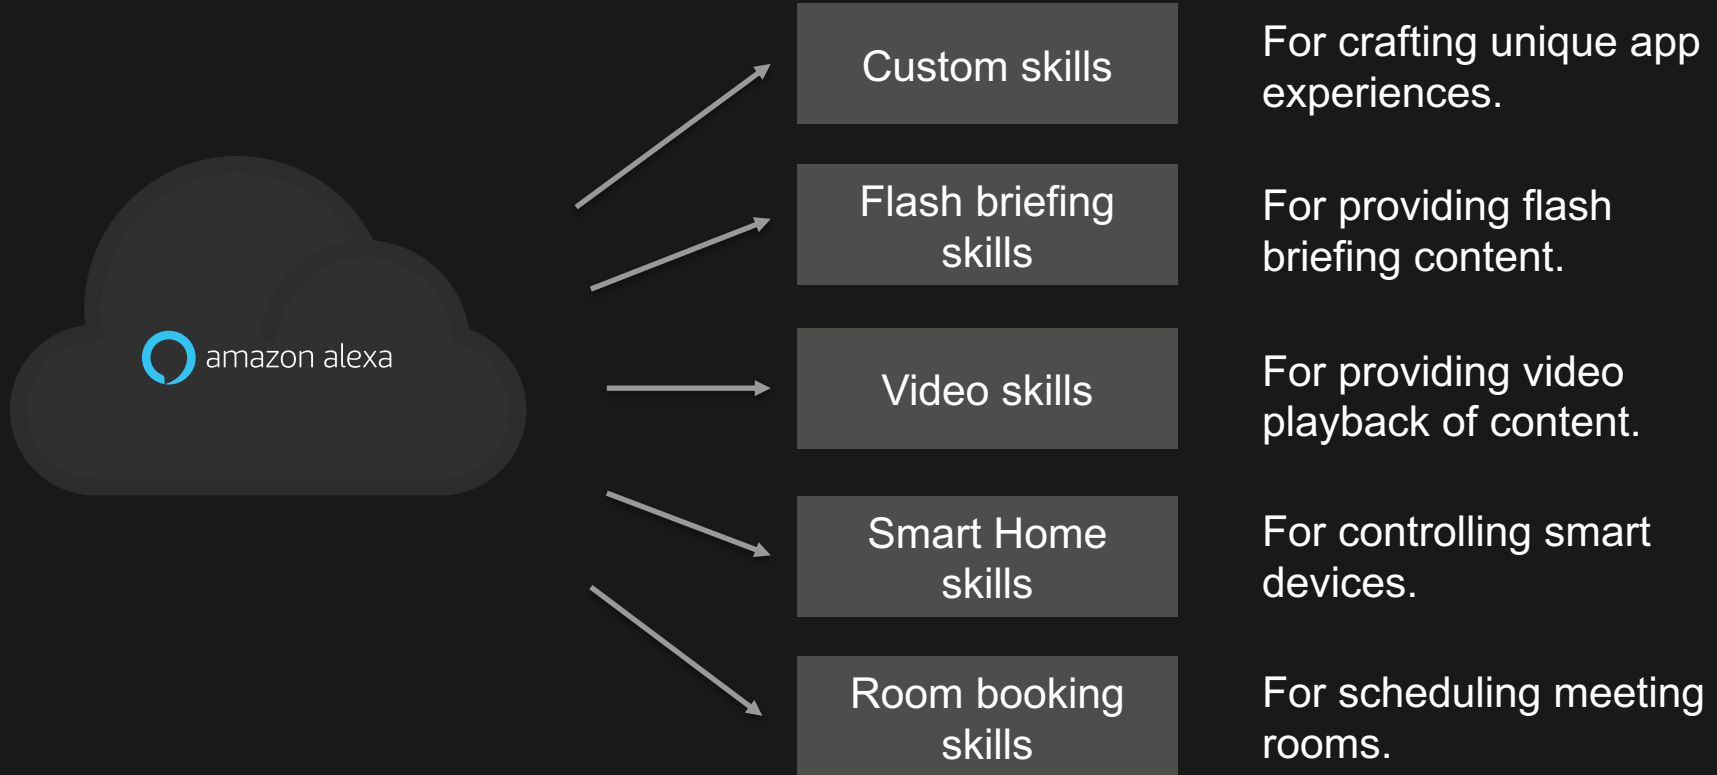 Custom skills
For crafting unique app
experiences.
Flash briefing
skills
For providing flash
briefing content.
amazon alexa
Video skills
For providing video
playback of content.
Smart Home
skills
For controlling smart
devices.
Room booking
skills
For scheduling meeting
rooms.